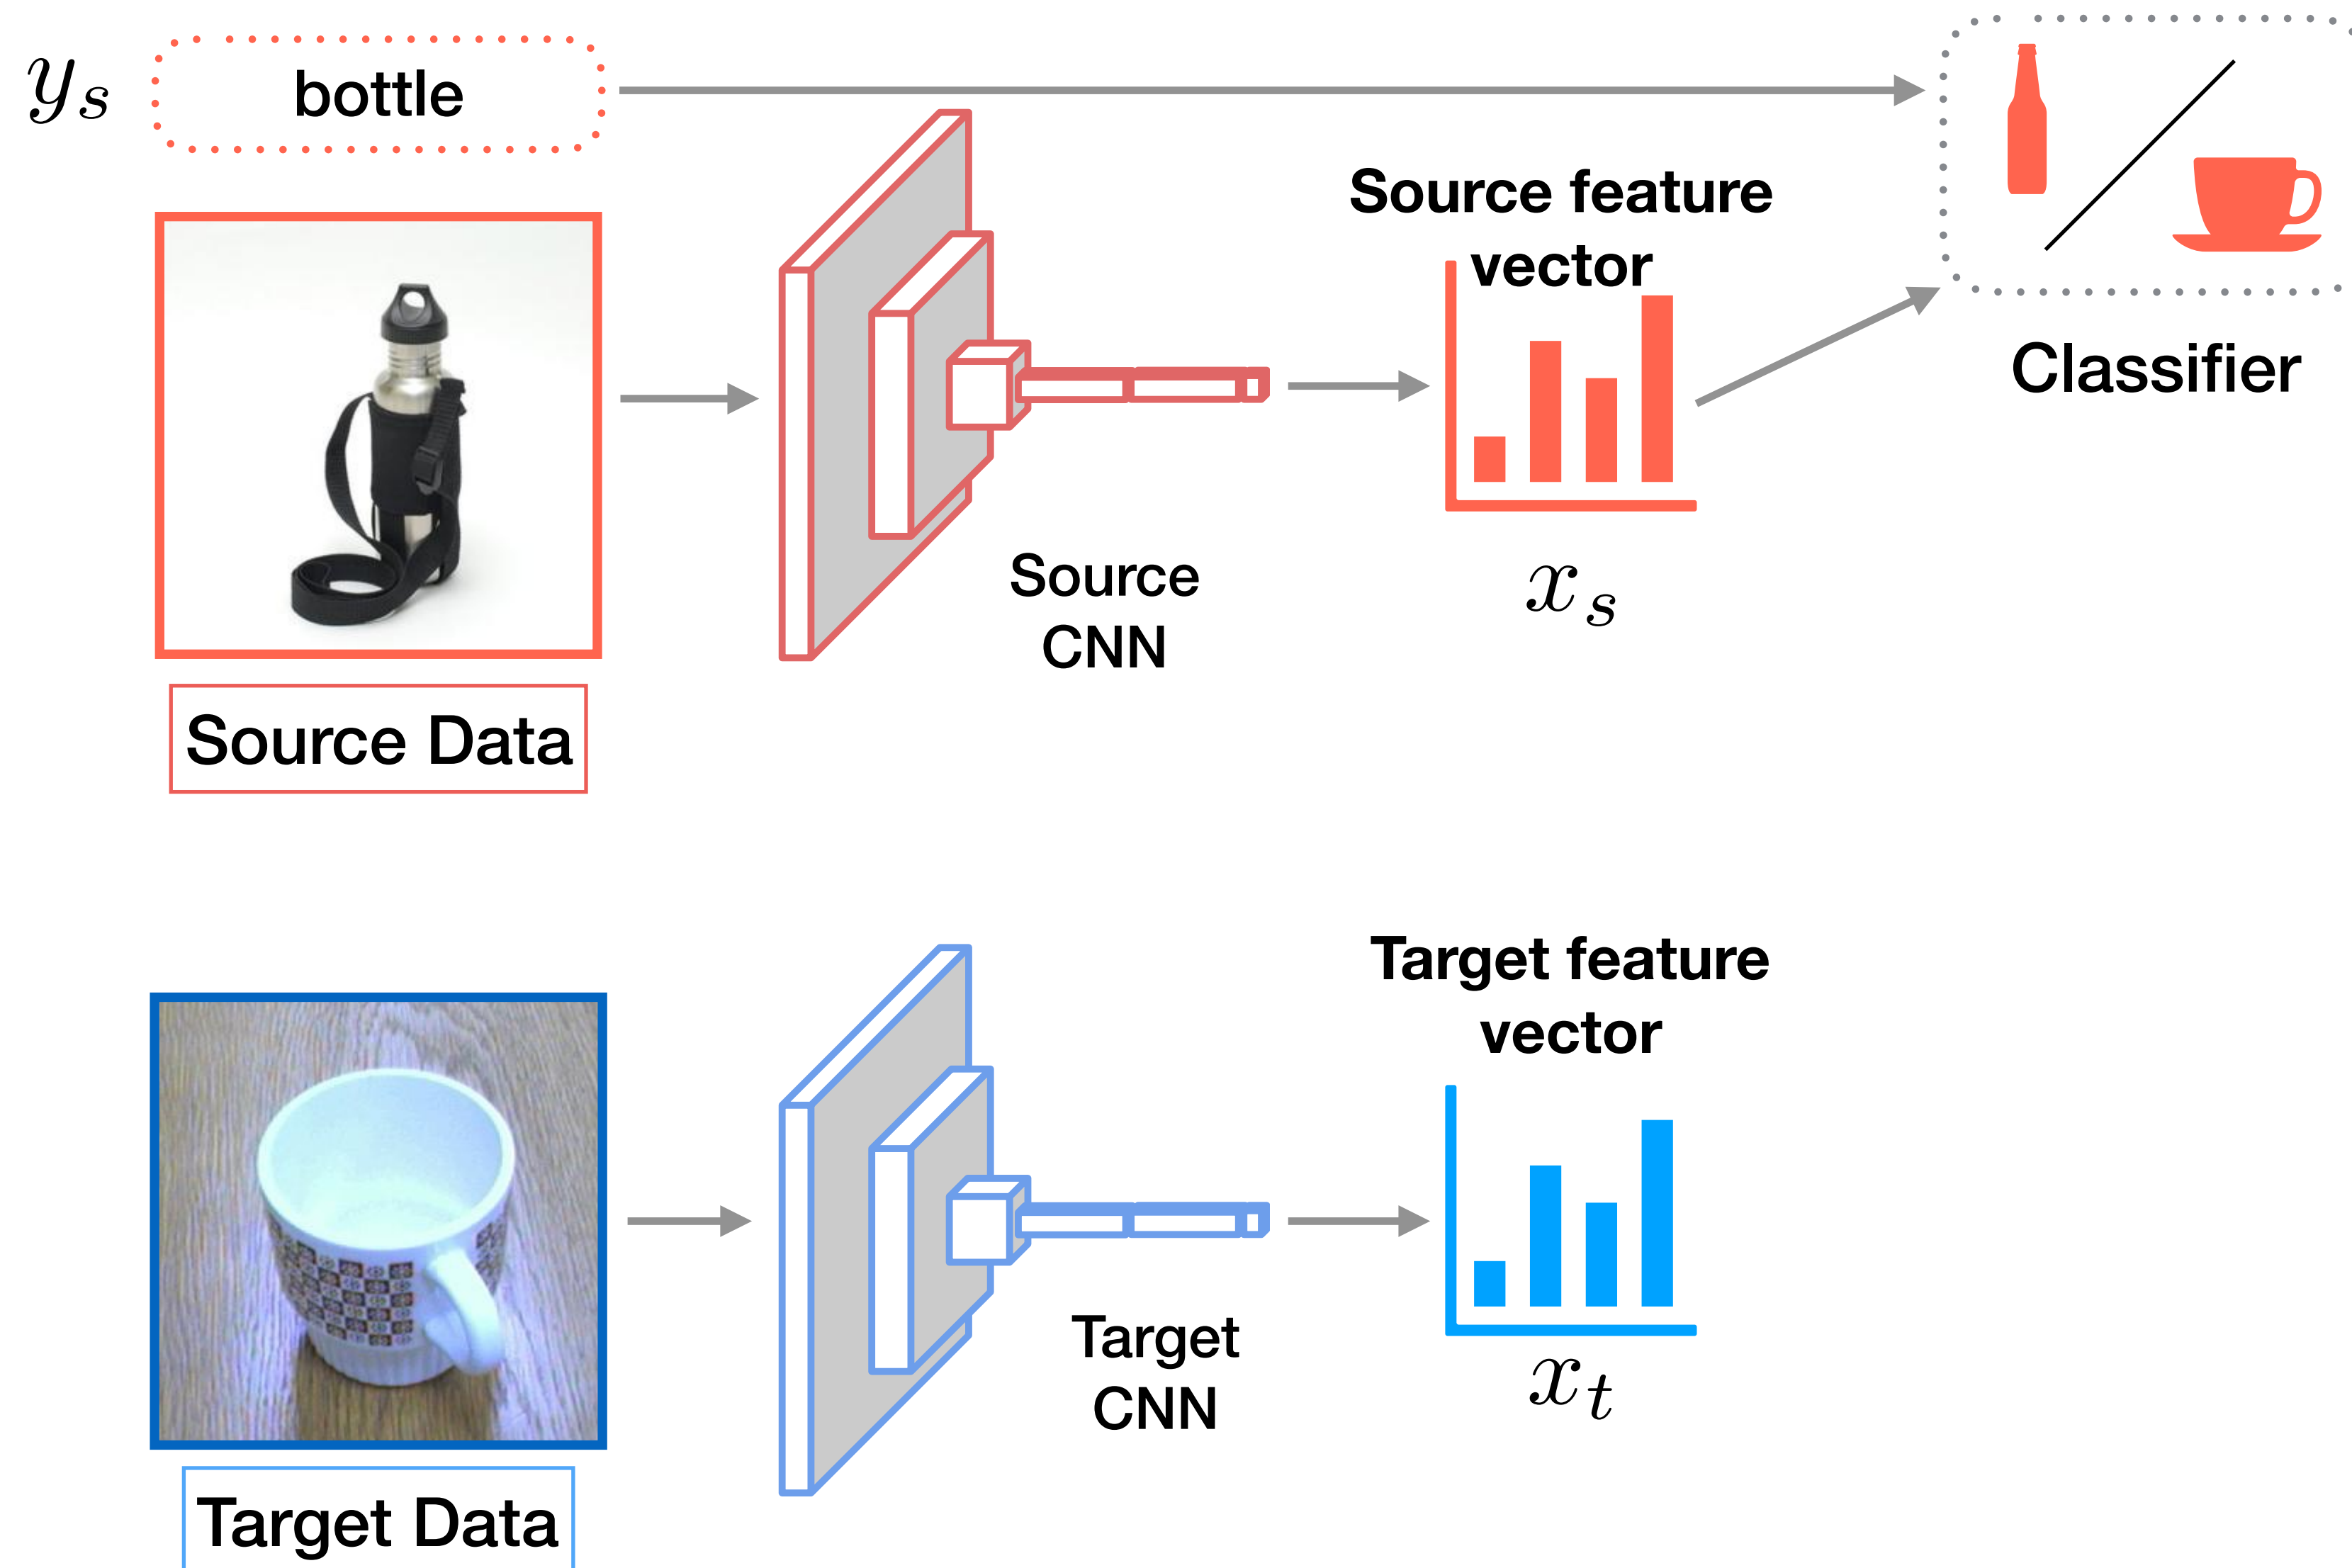 y_s
bottle
Source feature
vector
Classifier
Source
CNN
x_s
Source Data
Target feature
vector
Target
CNN
x_t
Target Data